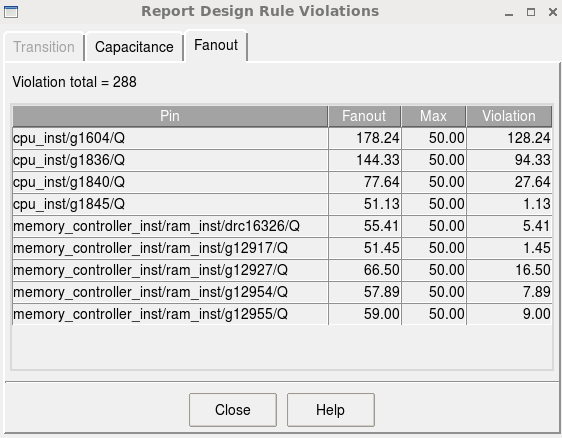 Report Design Rule Violations
Transition Capacitance Fanout
Violation total = 288
Pin Fanout Max Violation
cpu_inst/g1604/Q 178.24 50.00 128.24
cpu_inst/g1836/Q 144.33 50.00 94.33
cpu_inst/g1840/Q 77.64 50.00 27.64
cpu_inst/g1845/Q 51.13 50.00 1.13
memory_controller_inst/ram_inst/drc16326/Q 55.41 50.00 5.41
memory_controller_inst/ram_inst/g12917/Q 51.45 50.00 1.45
memory_controller_inst/ram_inst/g12927/Q 66.50 50.00 16.50
memory_controller_inst/ram_inst/g12954/Q 57.89 50.00 7.89
memory_controller_inst/ram_inst/g12955/Q 59.00 50.00 9.00
Close Help